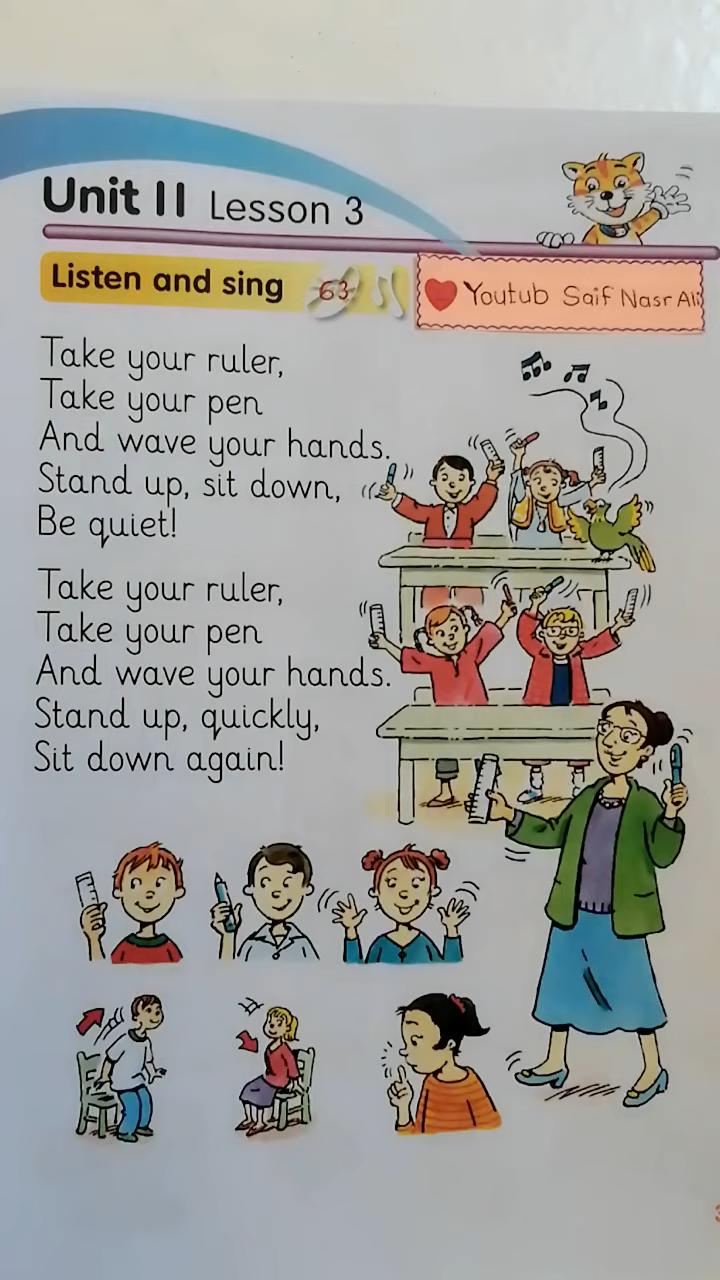 Unit 11 Lesson 3
Listen and sing 63
Youtub Saif Nasr Ali
Take your ruler,
Take your pen
And wave your hands.
Stand up, sit down,
Be quiet!
Take your ruler,
Take your pen
And wave your hands.
Stand up, quickly,
Sit down again!